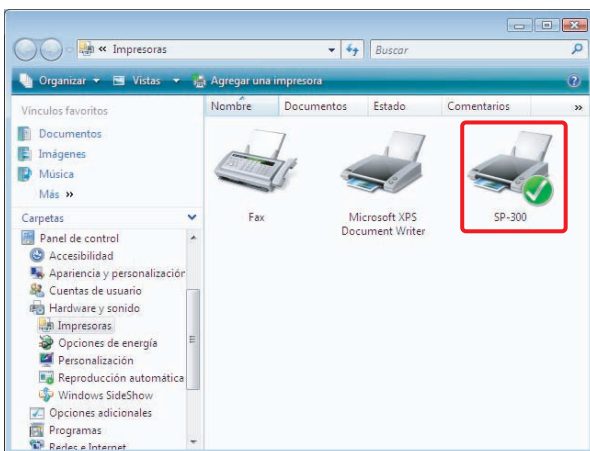 « Impresoras
Buscar
Organizar
Vistas
Agregar una impresora
Vínculos favoritos
Documentos
Imágenes
Música
Más »
Carpetas
Panel de control
Accesibilidad
Apariencia y personalización
Cuentas de usuario
Hardware y sonido
Impresoras
Opciones de energía
Personalización
Reproducción automática
Windows SideShow
Opciones adicionales
Programas
Redes e Internet
Nombre Documentos Estado Comentarios »
Fax
Microsoft XPS
Document Writer
SP-300